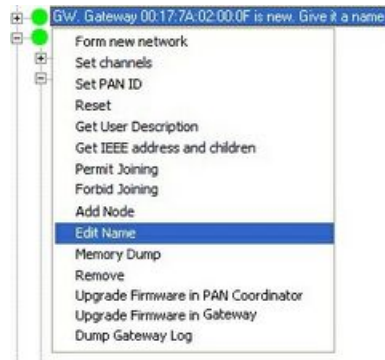 GW. Gateway 00:17:7A:02:00:0F is new. Give it a name
Form new network
Set channels
Set PAN ID
Reset
Get User Description
Get IEEE address and children
Permit Joining
Forbid Joining
Add Node
Edit Name
Memory Dump
Remove
Upgrade Firmware in PAN Coordinator
Upgrade Firmware in Gateway
Dump Gateway Log